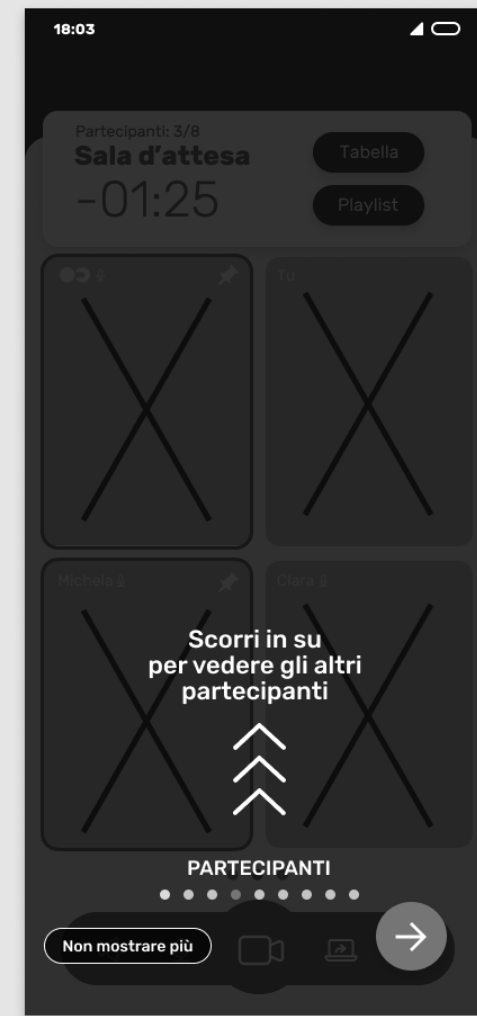 18:03
Partecipanti: 3/8
Sala d'attesa
-01:25
Tabella
Playlist
Tu
Michela
Clara
Scorri in su
per vedere gli altri
partecipanti
PARTECIPANTI
Non mostrare più